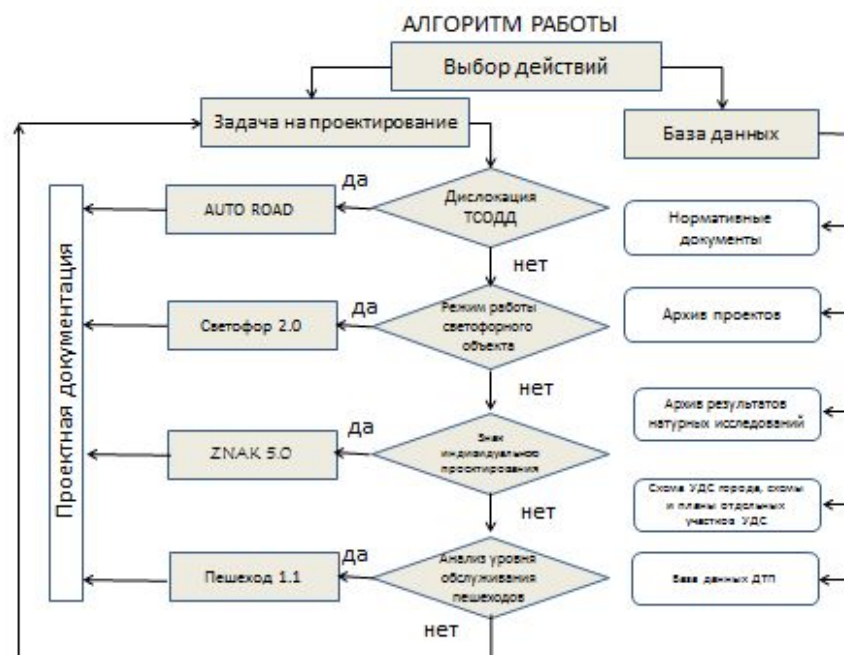 АЛГОРИТМ РАБОТЫ
Выбор действий
Задача на проектирование
База данных
Дислокация
ТСОДД
да
AUTO ROAD
нет
Нормативные
документы
Режим работы
светофорного
объекта
да
Светофор 2.0
нет
Архив проектов
Знак
индивидуального
проектирования
да
ZNAK 5.0
нет
Архив результатов
натурных исследований
Схема УДС города, схемы
и планы отдельных
участков УДС
Анализ уровня
обслуживания
пешеходов
да
Пешеход 1.1
нет
База данных ДТП
Проектная документация